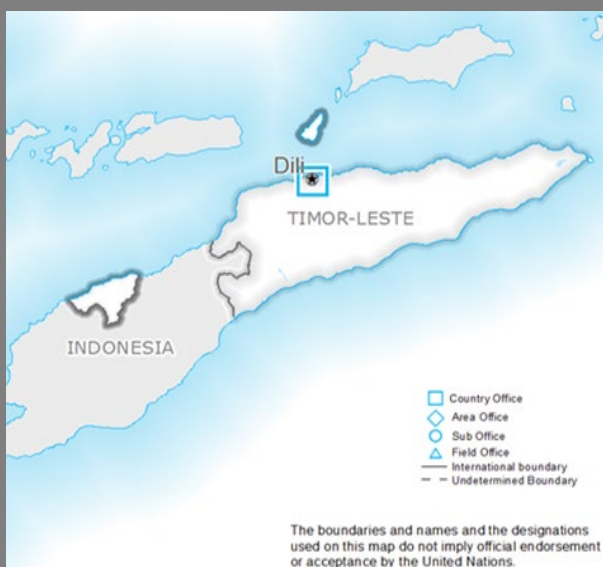 Dili
TIMOR-LESTE
INDONESIA
Country Office
Area Office
Sub Office
Field Office
International boundary
Undetermined Boundary
The boundaries and names and the designations
used on this map do not imply official endorsement
or acceptance by the United Nations.